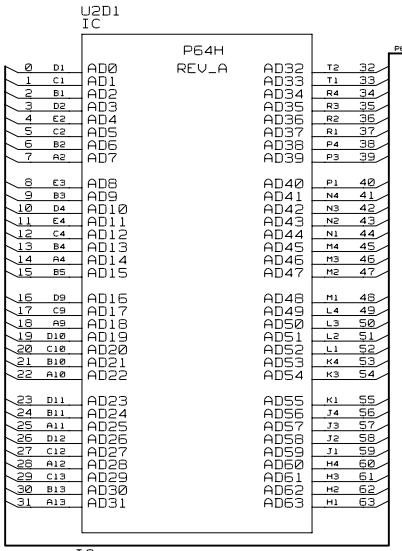 U2D1
IC
P64H
REV_A
P6
0 D1 AD0 AD32 T2 32
1 C1 AD1 AD33 T1 33
2 B1 AD2 AD34 R4 34
3 D2 AD3 AD35 R3 35
4 E2 AD4 AD36 R2 36
5 C2 AD5 AD37 R1 37
6 B2 AD6 AD38 P4 38
7 A2 AD7 AD39 P3 39
8 E3 AD8 AD40 P1 40
9 B3 AD9 AD41 N4 41
10 D4 AD10 AD42 N3 42
11 E4 AD11 AD43 N2 43
12 C4 AD12 AD44 N1 44
13 B4 AD13 AD45 M4 45
14 A4 AD14 AD46 M3 46
15 B5 AD15 AD47 M2 47
16 D9 AD16 AD48 M1 48
17 C9 AD17 AD49 L4 49
18 A9 AD18 AD50 L3 50
19 D10 AD19 AD51 L2 51
20 C10 AD20 AD52 L1 52
21 B10 AD21 AD53 K4 53
22 A10 AD22 AD54 K3 54
23 D11 AD23 AD55 K1 55
24 B11 AD24 AD56 J4 56
25 A11 AD25 AD57 J3 57
26 D12 AD26 AD58 J2 58
27 C12 AD27 AD59 J1 59
28 A12 AD28 AD60 H4 60
29 C13 AD29 AD61 H3 61
30 B13 AD30 AD62 H2 62
31 A13 AD31 AD63 H1 63